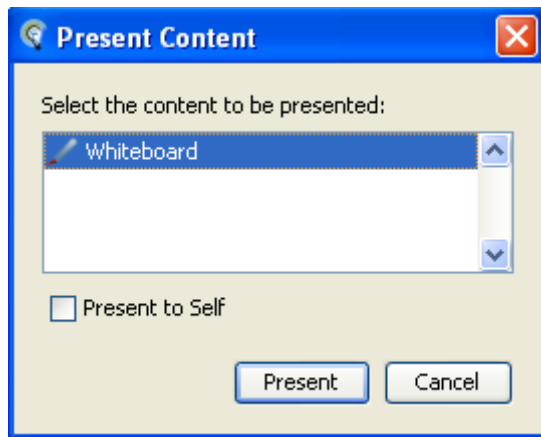 Present Content
Select the content to be presented:
Whiteboard
Present to Self
Present Cancel